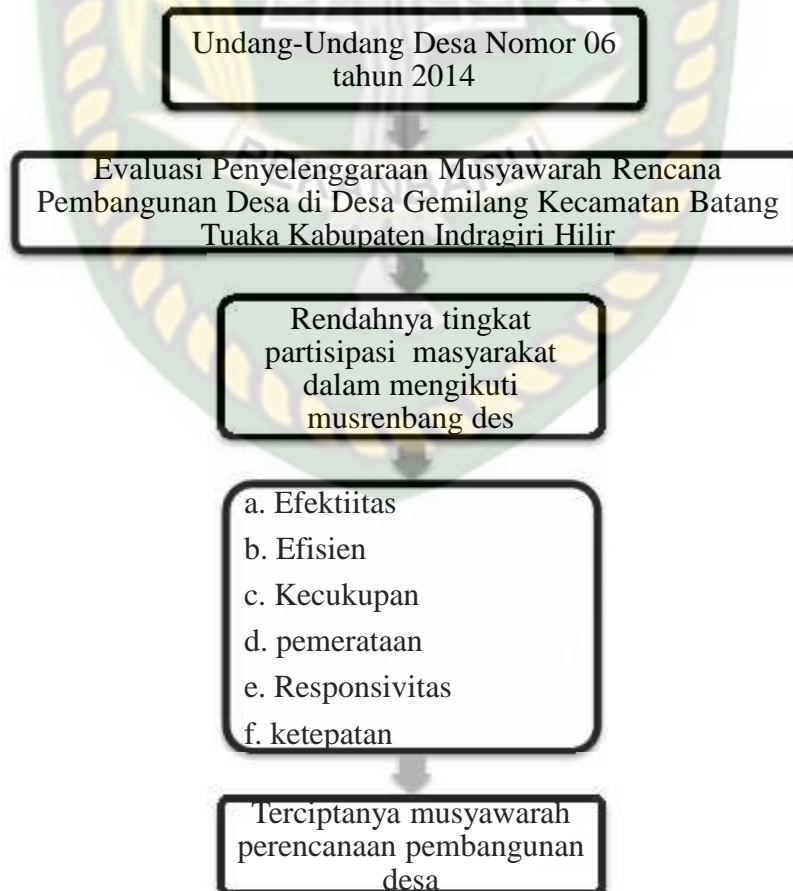 Undang-Undang Desa Nomor 06
tahun 2014
PEKANBARU
Evaluasi Penyelenggaraan Musyawarah Rencana
Pembangunan Desa di Desa Gemilang Kecamatan Batang
Tuaka Kabupaten Indragiri Hilir
Rendahnya tingkat
partisipasi masyarakat
dalam mengikuti
musrenbang des
a. Efektiitas
b. Efisien
c. Kecukupan
d. pemerataan
e. Responsivitas
f. ketepatan
Terciptanya musyawarah
perencanaan pembangunan
desa